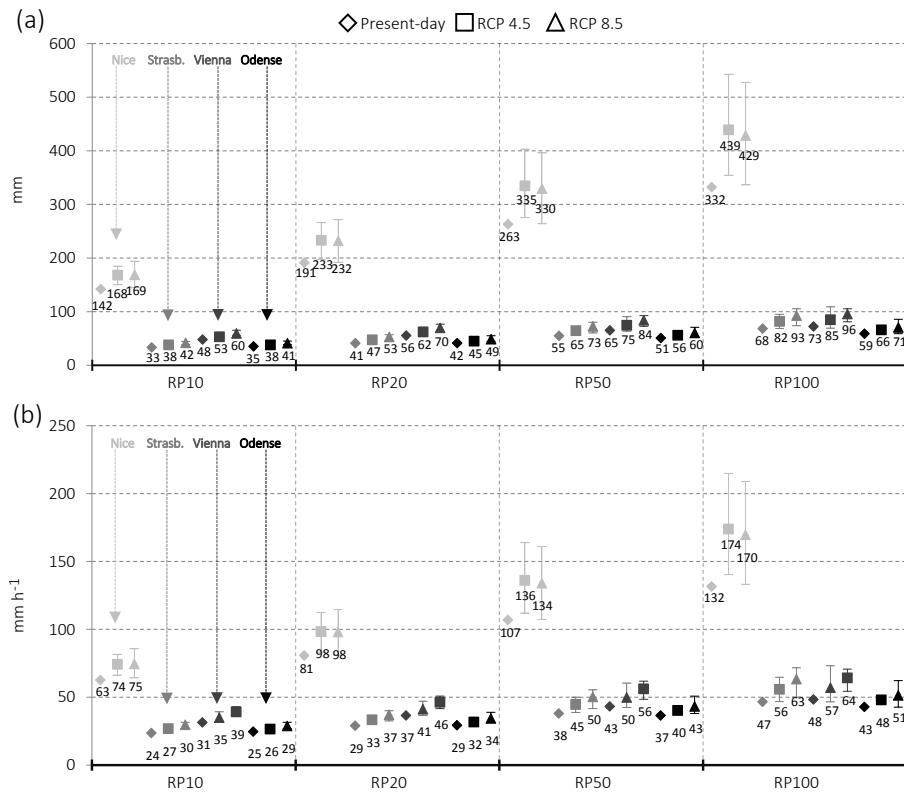 (a)
Present-day RCP 4.5 RCP 8.5
600
500
400
300
200
100
0
mm
Nice Strasb. Vienna Odense
142 168 169 33 38 42 48 53 60 35 38 41
191 233 232 41 47 53 56 62 70 42 45 49
263 335 330 55 65 73 65 75 84 51 56 60
332 439 429 68 82 93 73 85 96 59 66 71
RP10 RP20 RP50 RP100
(b)
250
200
150
100
50
0
mm h-1
Nice Strasb. Vienna Odense
63 74 75 24 27 30 31 35 39 25 26 29
81 98 98 29 33 37 37 41 46 29 32 34
107 136 134 38 45 50 43 50 56 37 40 43
132 174 170 47 56 63 48 57 64 43 48 51
RP10 RP20 RP50 RP100